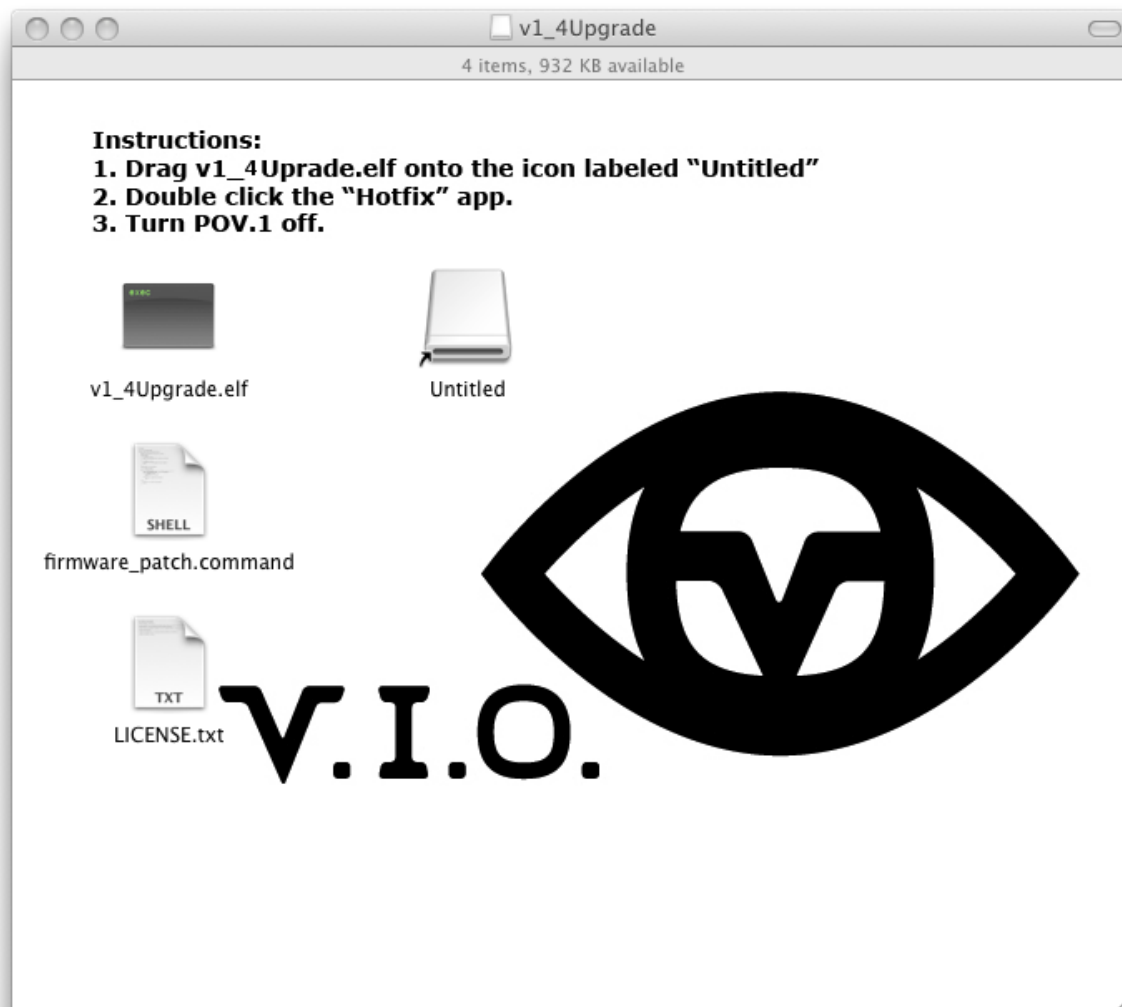 v1_4Upgrade
4 items, 932 KB available
Instructions:
1. Drag v1_4Uprade.elf onto the icon labeled “Untitled”
2. Double click the “Hotfix” app.
3. Turn POV.1 off.
exec
v1_4Upgrade.elf
Untitled
SHELL
firmware_patch.command
TXT
LICENSE.txt
V.I.O.